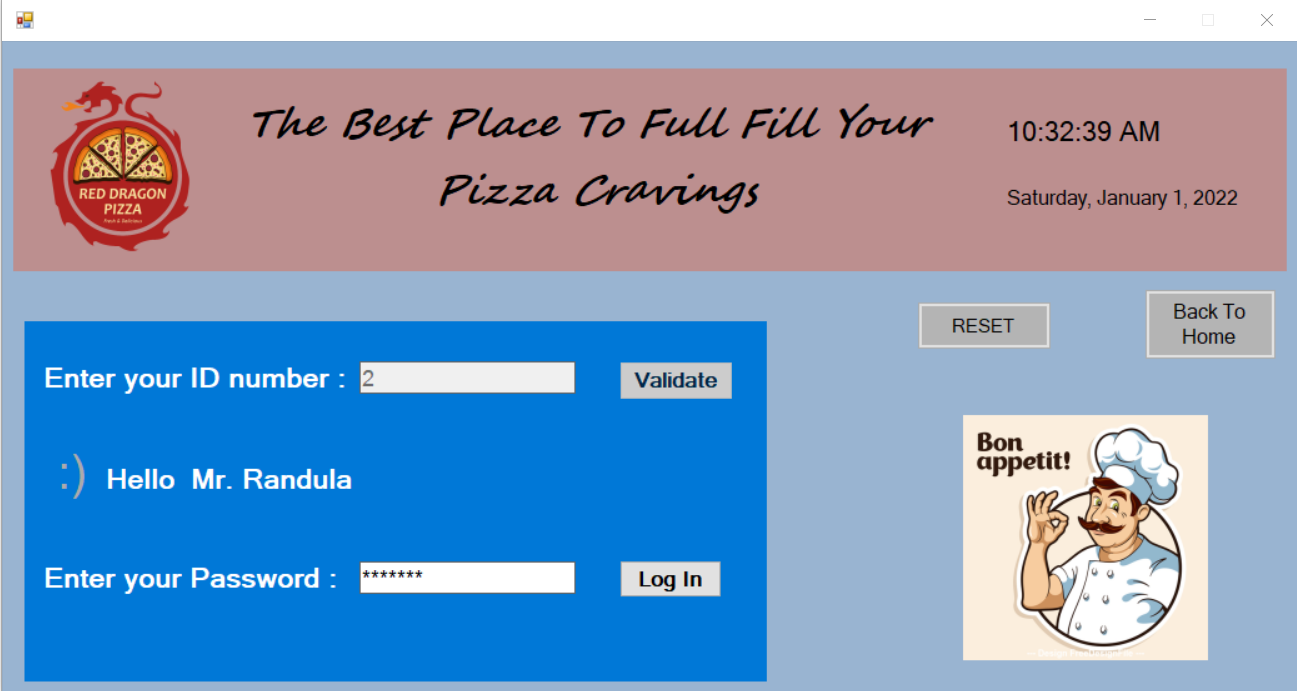 The Best Place To Full Fill Your
Pizza Cravings
10:32:39 AM
Saturday, January 1, 2022
RED DRAGON
PIZZA
Fresh & Delicious
RESET
Back To
Home
Enter your ID number : 2
Validate
:) Hello Mr. Randula
Enter your Password : *******
Log In
Bon
appetit!